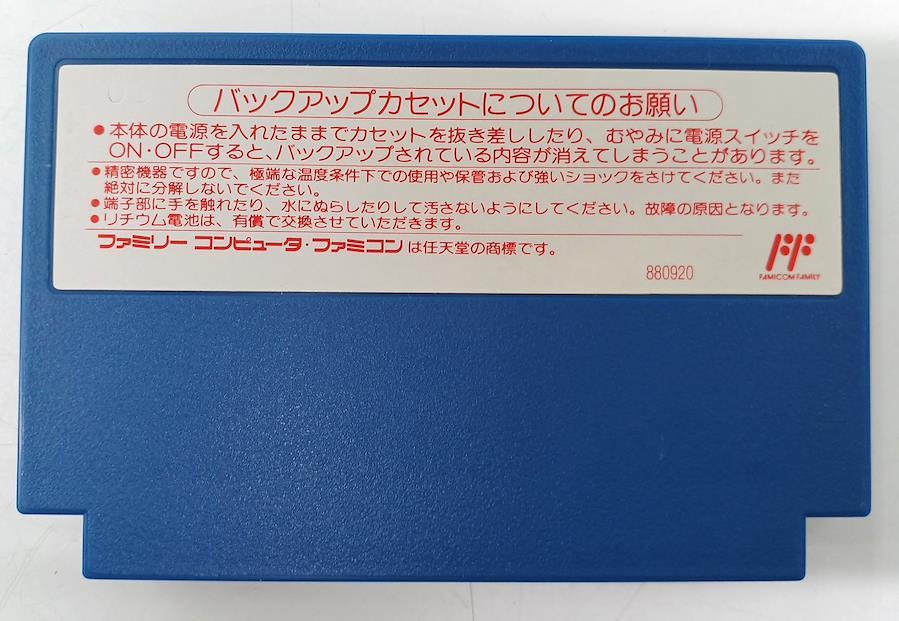 バックアップカセットについてのお願い
●本体の電源を入れたままでカセットを抜き差ししたり、むやみに電源スイッチを
ON・OFFすると、バックアップされている内容が消えてしまうことがあります。
●精密機器ですので、極端な温度条件下での使用や保管および強いショックをさけてください。また
絶対に分解しないでください。
●端子部に手を触れたり、水にぬらしたりして汚さないようにしてください。故障の原因となります。
●リチウム電池は、有償で交換させていただきます。
ファミリー コンピュータ・ファミコンは任天堂の商標です。
FF
FAMICOM FAMILY
880920